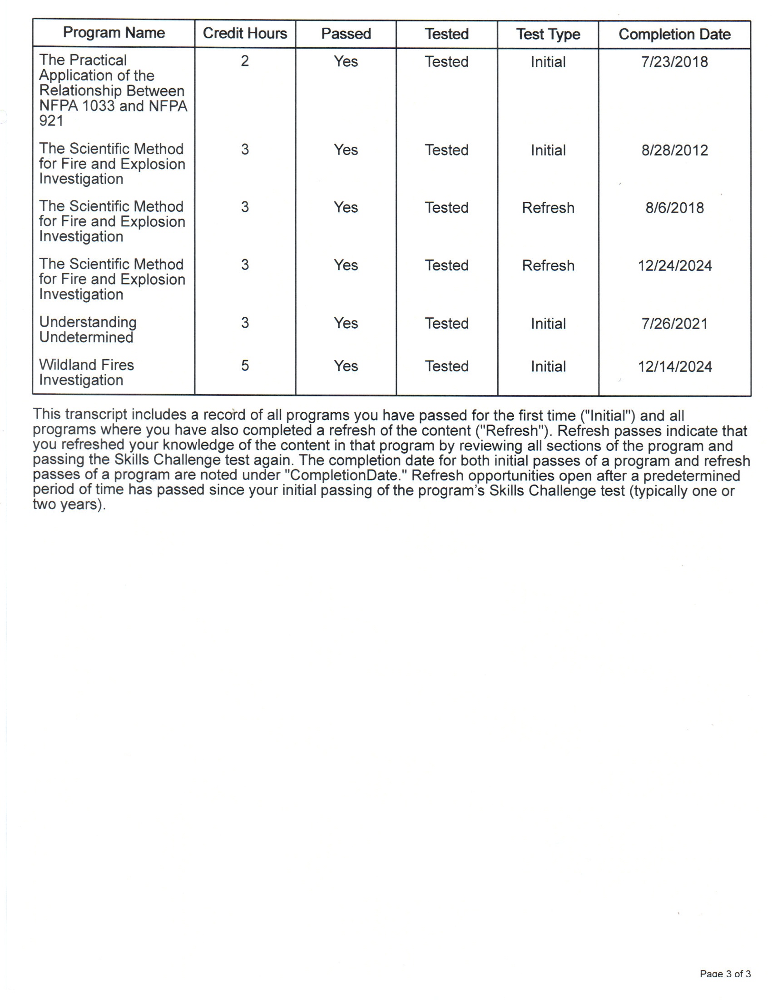 Program Name Credit Hours Passed Tested Test Type Completion Date
The Practical 2 Yes Tested Initial 7/23/2018
Application of the
Relationship Between
NFPA 1033 and NFPA
921
The Scientific Method 3 Yes Tested Initial 8/28/2012
for Fire and Explosion
Investigation
The Scientific Method 3 Yes Tested Refresh 8/6/2018
for Fire and Explosion
Investigation
The Scientific Method 3 Yes Tested Refresh 12/24/2024
for Fire and Explosion
Investigation
Understanding 3 Yes Tested Initial 7/26/2021
Undetermined
Wildland Fires 5 Yes Tested Initial 12/14/2024
Investigation
This transcript includes a record of all programs you have passed for the first time ("Initial") and all
programs where you have also completed a refresh of the content ("Refresh"). Refresh passes indicate that
you refreshed your knowledge of the content in that program by reviewing all sections of the program and
passing the Skills Challenge test again. The completion date for both initial passes of a program and refresh
passes of a program are noted under "CompletionDate." Refresh opportunities open after a predetermined
period of time has passed since your initial passing of the program's Skills Challenge test (typically one or
two years).
Page 3 of 3